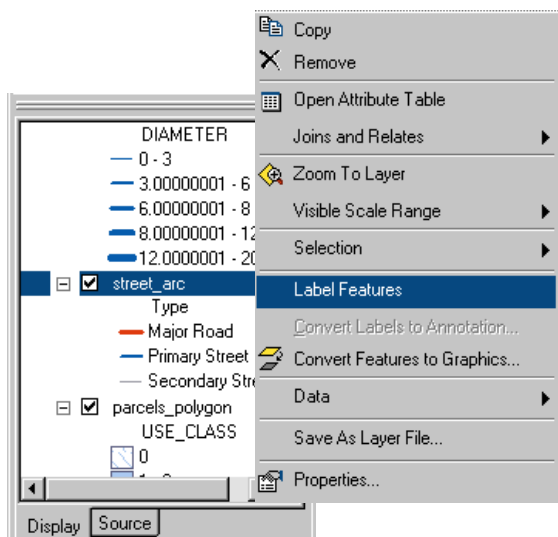 Copy
Remove
Open Attribute Table
Joins and Relates
Zoom To Layer
Visible Scale Range
Selection
Label Features
Convert Labels to Annotation...
Convert Features to Graphics...
Data
Save As Layer File...
Properties...
DIAMETER
0 - 3
3.00000001 - 6
6.00000001 - 8
8.00000001 - 12
12.0000001 - 20
street_arc
Type
Major Road
Primary Street
Secondary Stre
parcels_polygon
USE_CLASS
0
Display Source